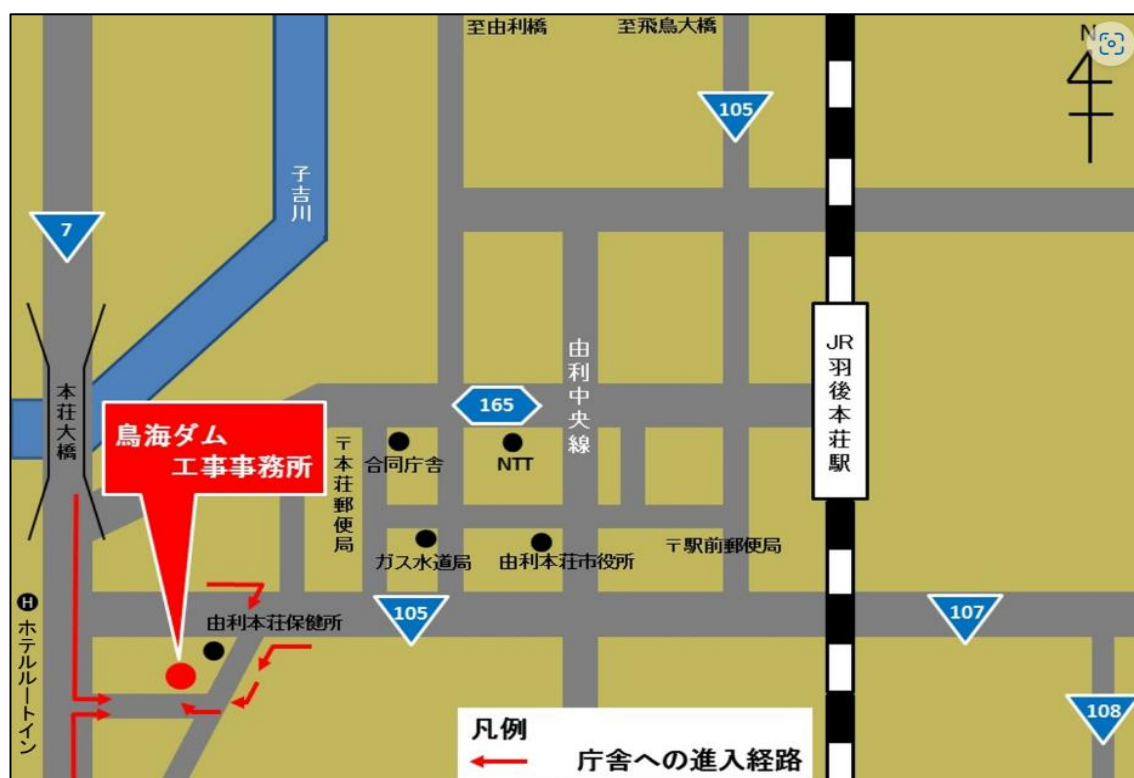 至由利橋
至飛鳥大橋
N
105
7
子吉川
本荘大橋
由利中央線
JR羽後本荘駅
165
鳥海ダム
工事事務所
〒本荘郵便局
合同庁舎
NTT
ガス水道局
由利本荘市役所
〒駅前郵便局
H ホテルルートイン
由利本荘保健所
105
107
108
凡例
庁舎への進入経路